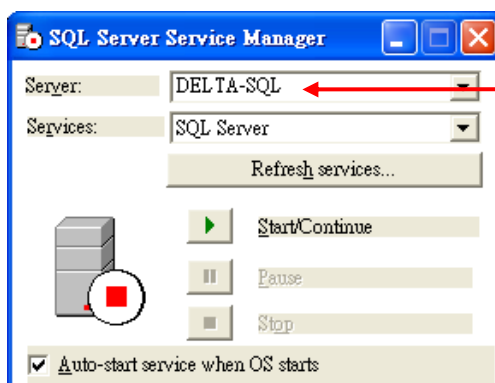 SQL Server Service Manager
Server: DELTA-SQL
Services: SQL Server
Refresh services...
Start/Continue
Pause
Stop
Auto-start service when OS starts